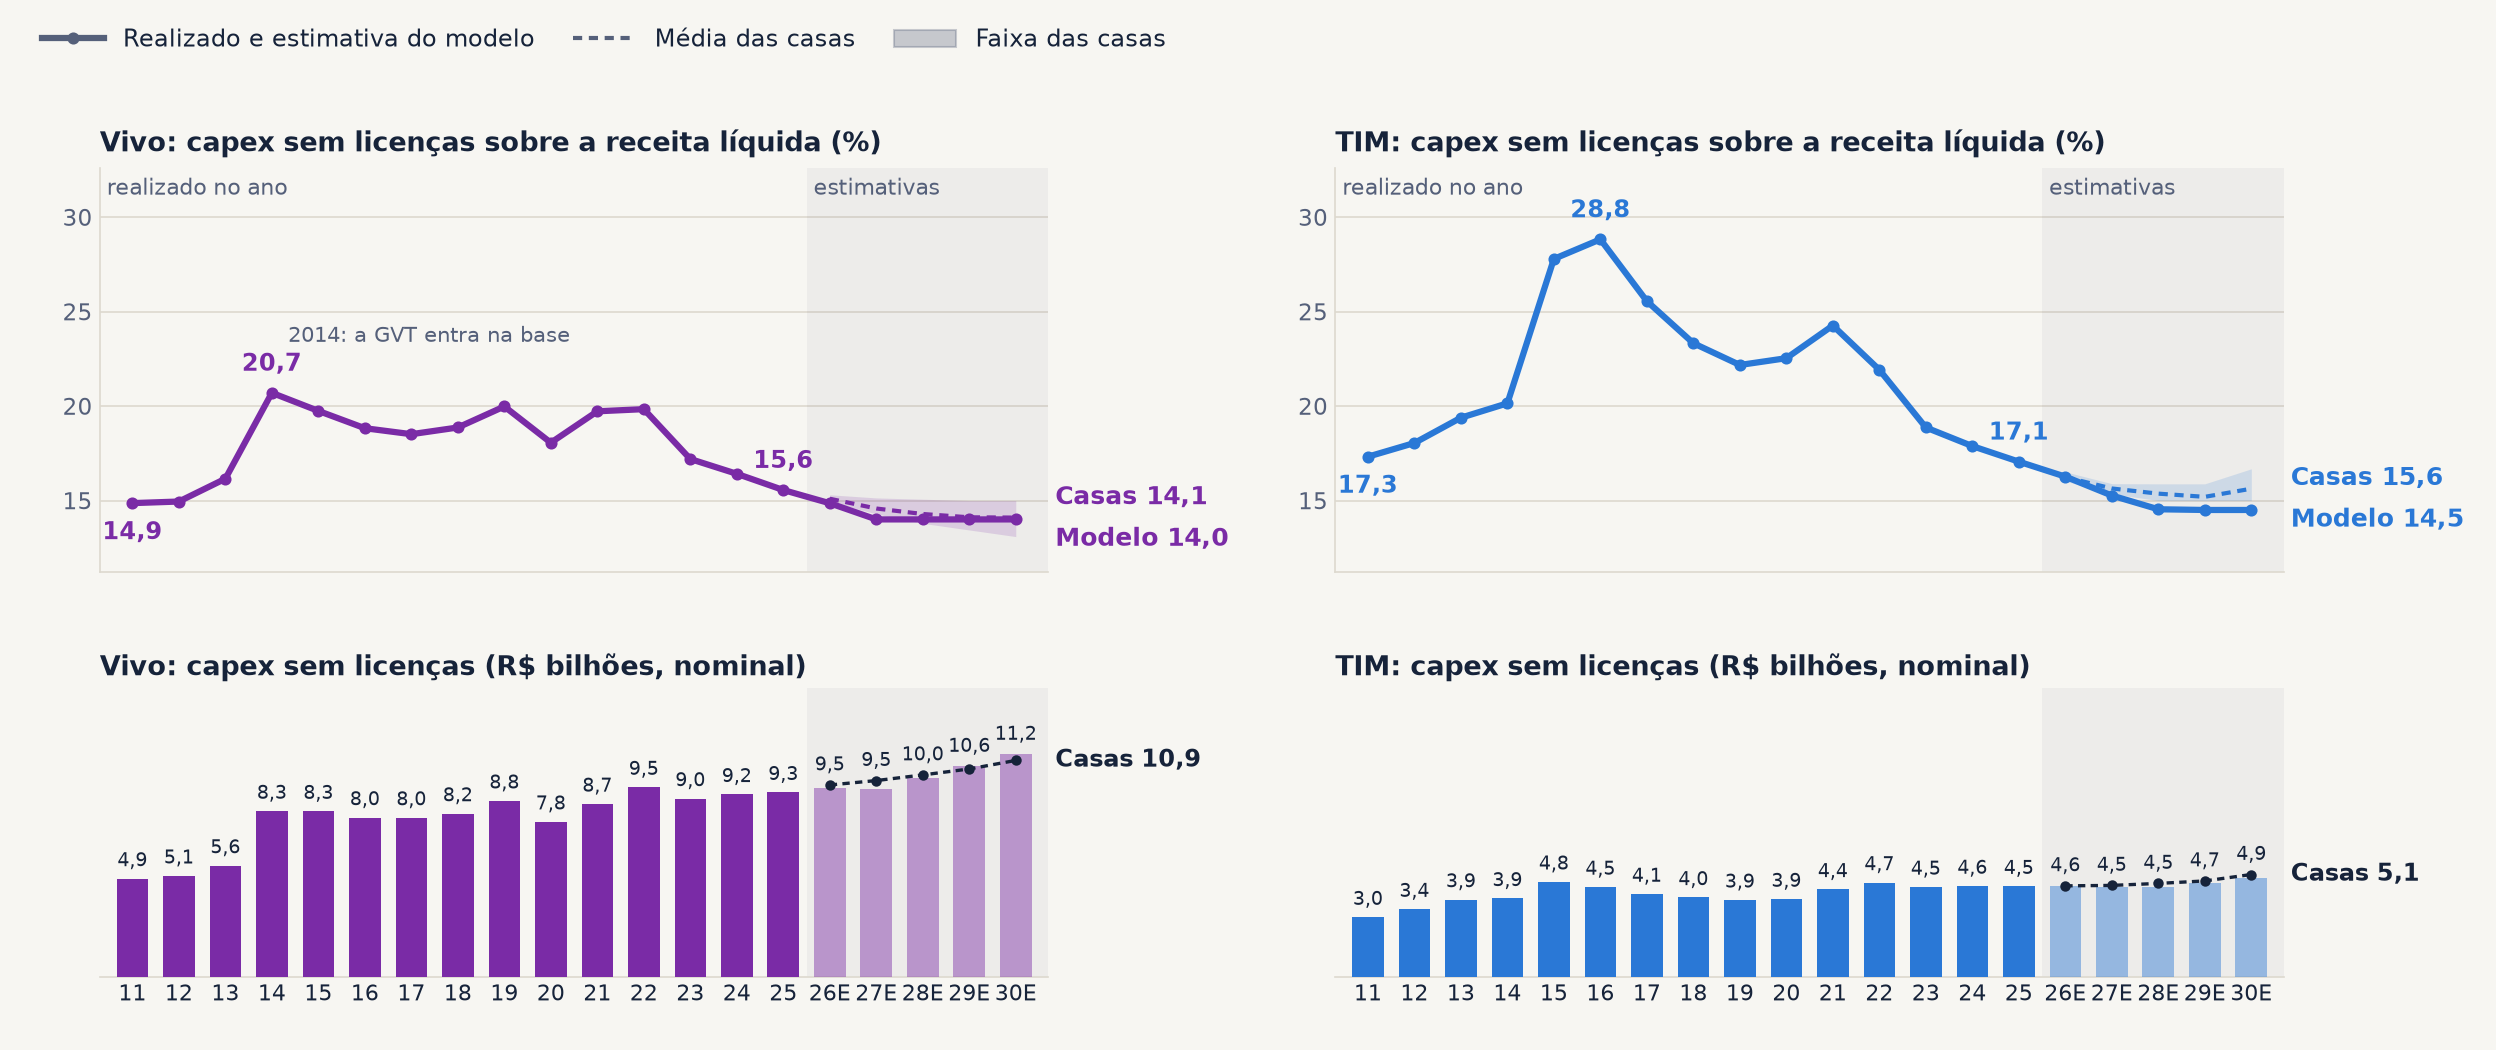 Realizado e estimativa do modelo
Média das casas
Faixa das casas
Vivo: capex sem licenças sobre a receita líquida (%)
realizado no ano
estimativas
30
25
20
15
2014: a GVT entra na base
20,7
15,6
14,9
Casas 14,1
Modelo 14,0
TIM: capex sem licenças sobre a receita líquida (%)
realizado no ano
estimativas
30
25
20
15
28,8
17,1
17,3
Casas 15,6
Modelo 14,5
Vivo: capex sem licenças (R$ bilhões, nominal)
4,9 5,1 5,6 8,3 8,3 8,0 8,0 8,2 8,8 7,8 8,7 9,5 9,0 9,2 9,3 9,5 9,5 10,0 10,6 11,2
Casas 10,9
11 12 13 14 15 16 17 18 19 20 21 22 23 24 25 26E 27E 28E 29E 30E
TIM: capex sem licenças (R$ bilhões, nominal)
3,0 3,4 3,9 3,9 4,8 4,5 4,1 4,0 3,9 3,9 4,4 4,7 4,5 4,6 4,5 4,6 4,5 4,5 4,7 4,9
Casas 5,1
11 12 13 14 15 16 17 18 19 20 21 22 23 24 25 26E 27E 28E 29E 30E